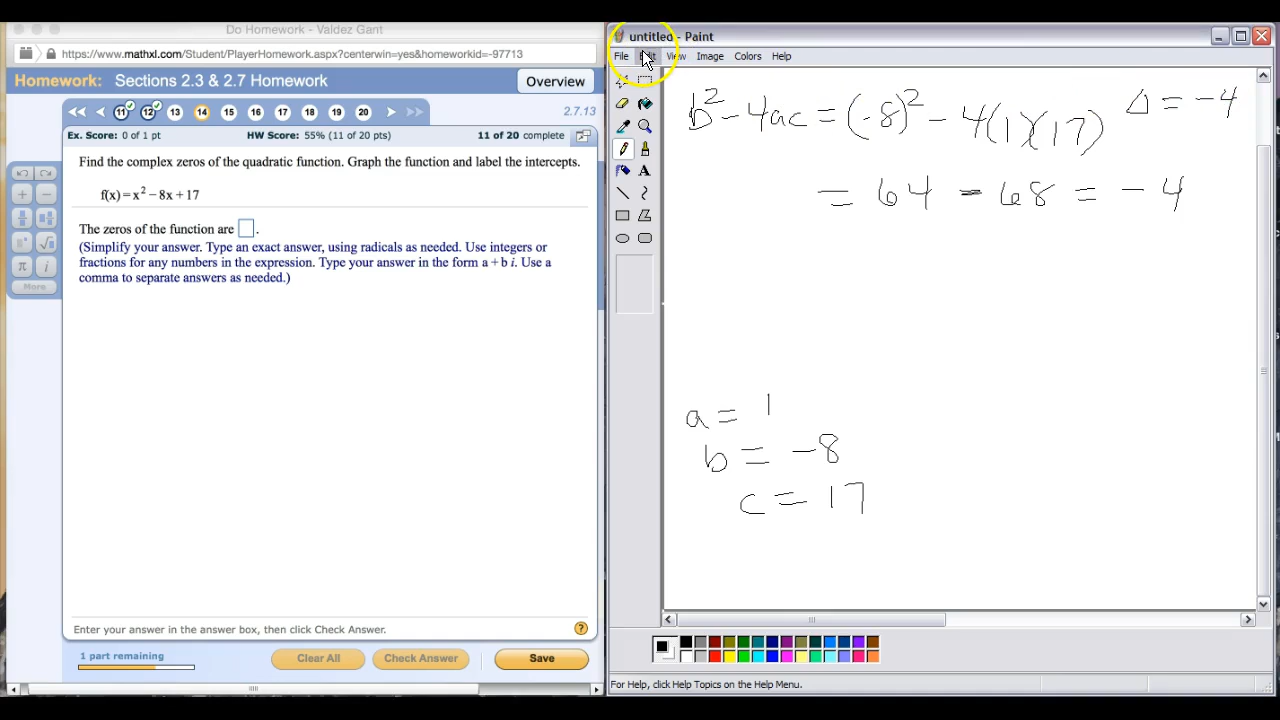 Do Homework - Valdez Gant
https://www.mathxl.com/Student/PlayerHomework.aspx?centerwin=yes&homeworkid=-97713
Homework: Sections 2.3 & 2.7 Homework
Overview
11 12 13 14 15 16 17 18 19 20
2.7.13
Ex. Score: 0 of 1 pt
HW Score: 55% (11 of 20 pts)
11 of 20 complete
Find the complex zeros of the quadratic function. Graph the function and label the intercepts.
f(x) = x² − 8x + 17
The zeros of the function are .
(Simplify your answer. Type an exact answer, using radicals as needed. Use integers or
fractions for any numbers in the expression. Type your answer in the form a + b i. Use a
comma to separate answers as needed.)
π i
More
Enter your answer in the answer box, then click Check Answer.
?
1 part remaining
Clear All
Check Answer
Save
untitled - Paint
File Edit View Image Colors Help
A
b² - 4ac = (-8)² - 4(1)(17)
Δ = -4
= 64 - 68 = -4
a = 1
b = -8
c = 17
For Help, click Help Topics on the Help Menu.